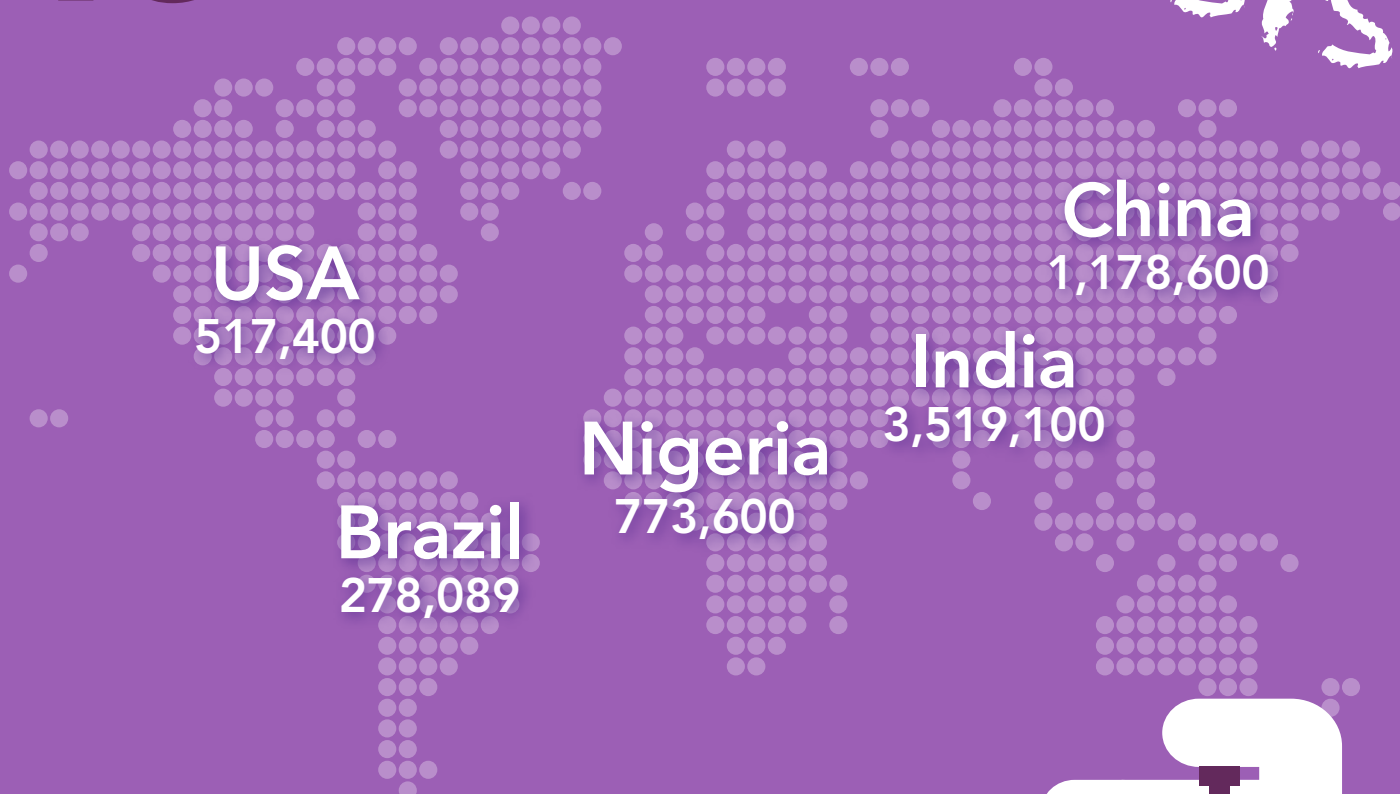 China
1,178,600
USA
517,400
India
3,519,100
Nigeria
773,600
Brazil
278,089